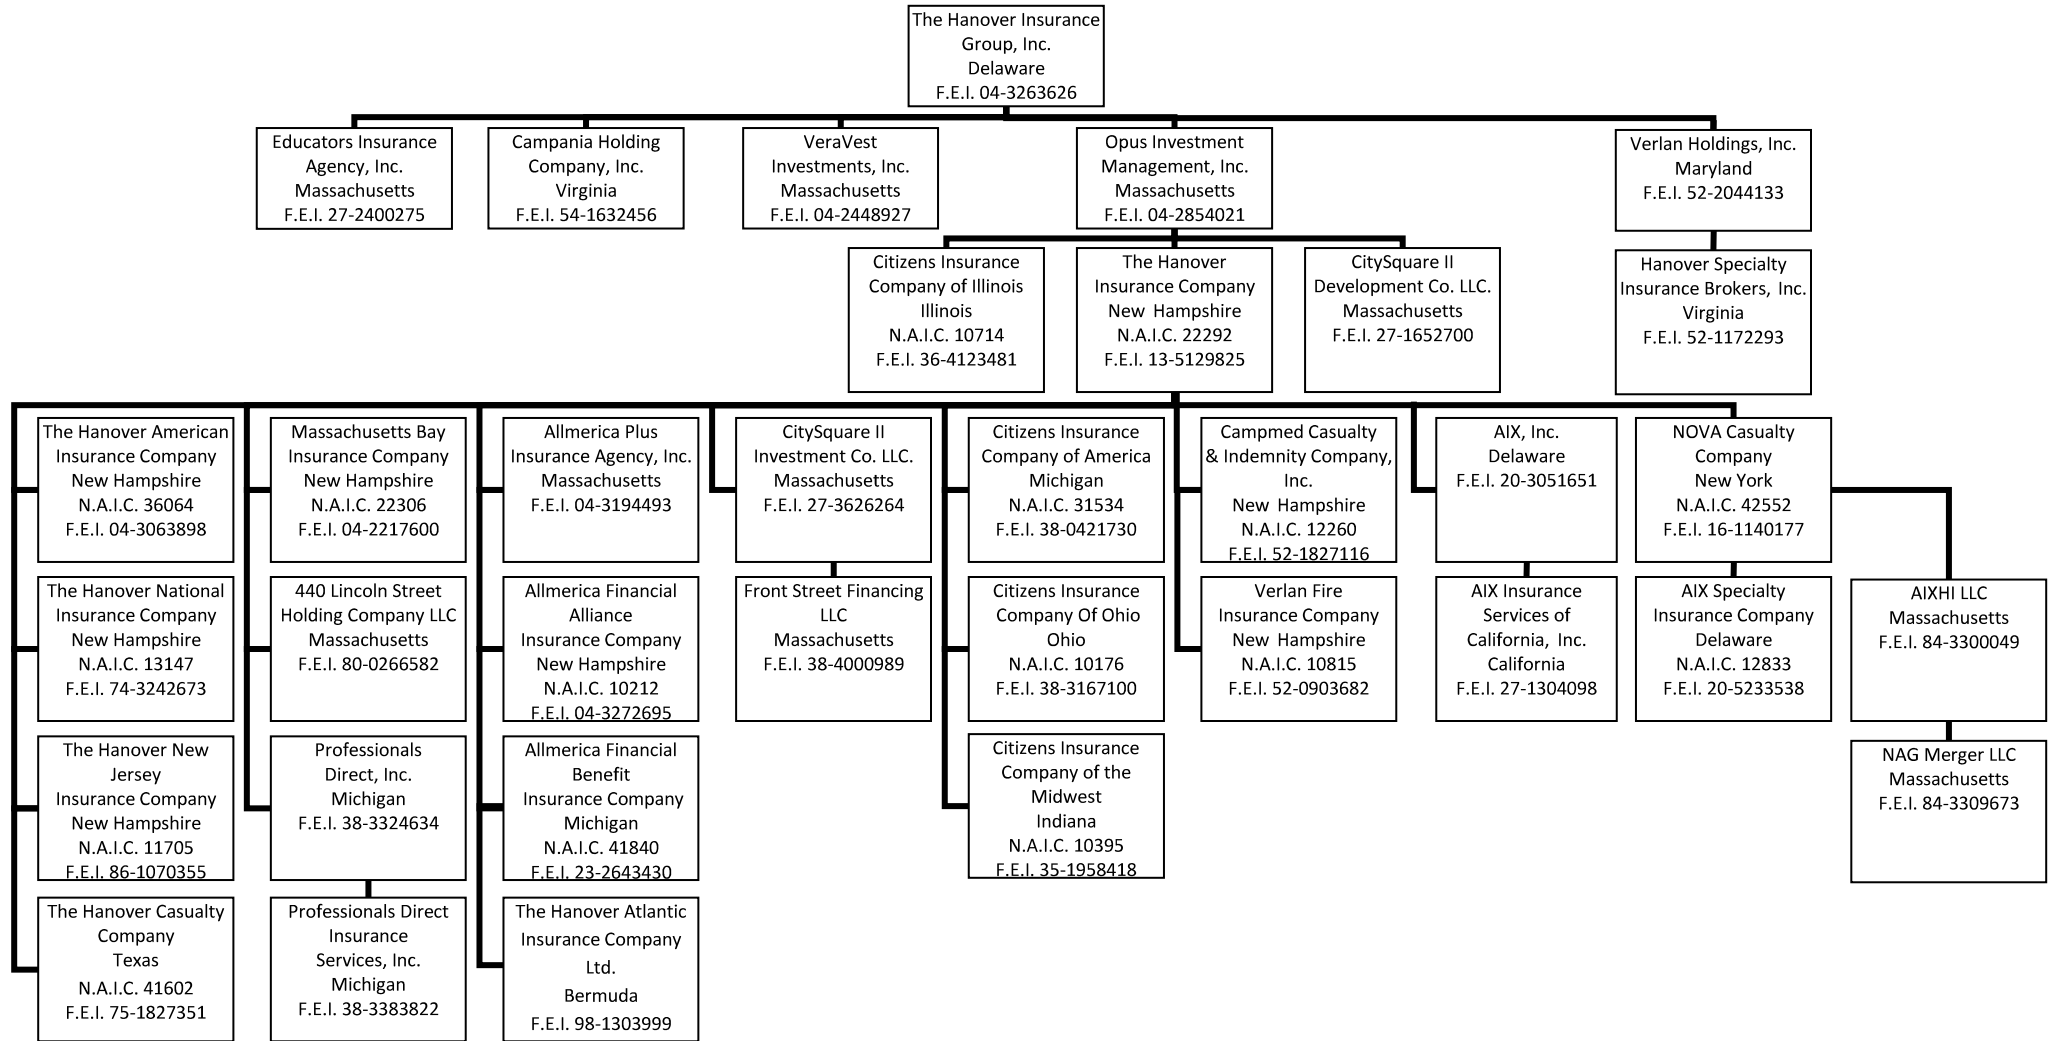 The Hanover Insurance
Group, Inc.
Delaware
F.E.I. 04-3263626
Educators Insurance
Agency, Inc.
Massachusetts
F.E.I. 27-2400275
Campania Holding
Company, Inc.
Virginia
F.E.I. 54-1632456
VeraVest
Investments, Inc.
Massachusetts
F.E.I. 04-2448927
Opus Investment
Management, Inc.
Massachusetts
F.E.I. 04-2854021
Verlan Holdings, Inc.
Maryland
F.E.I. 52-2044133
Citizens Insurance
Company of Illinois
Illinois
N.A.I.C. 10714
F.E.I. 36-4123481
The Hanover
Insurance Company
New Hampshire
N.A.I.C. 22292
F.E.I. 13-5129825
CitySquare II
Development Co. LLC.
Massachusetts
F.E.I. 27-1652700
Hanover Specialty
Insurance Brokers, Inc.
Virginia
F.E.I. 52-1172293
The Hanover American
Insurance Company
New Hampshire
N.A.I.C. 36064
F.E.I. 04-3063898
Massachusetts Bay
Insurance Company
New Hampshire
N.A.I.C. 22306
F.E.I. 04-2217600
Allmerica Plus
Insurance Agency, Inc.
Massachusetts
F.E.I. 04-3194493
CitySquare II
Investment Co. LLC.
Massachusetts
F.E.I. 27-3626264
Citizens Insurance
Company of America
Michigan
N.A.I.C. 31534
F.E.I. 38-0421730
Campmed Casualty
& Indemnity Company,
Inc.
New Hampshire
N.A.I.C. 12260
F.E.I. 52-1827116
AIX, Inc.
Delaware
F.E.I. 20-3051651
NOVA Casualty
Company
New York
N.A.I.C. 42552
F.E.I. 16-1140177
The Hanover National
Insurance Company
New Hampshire
N.A.I.C. 13147
F.E.I. 74-3242673
440 Lincoln Street
Holding Company LLC
Massachusetts
F.E.I. 80-0266582
Allmerica Financial
Alliance
Insurance Company
New Hampshire
N.A.I.C. 10212
F.E.I. 04-3272695
Front Street Financing
LLC
Massachusetts
F.E.I. 38-4000989
Citizens Insurance
Company Of Ohio
Ohio
N.A.I.C. 10176
F.E.I. 38-3167100
Verlan Fire
Insurance Company
New Hampshire
N.A.I.C. 10815
F.E.I. 52-0903682
AIX Insurance
Services of
California, Inc.
California
F.E.I. 27-1304098
AIX Specialty
Insurance Company
Delaware
N.A.I.C. 12833
F.E.I. 20-5233538
AIXHI LLC
Massachusetts
F.E.I. 84-3300049
The Hanover New
Jersey
Insurance Company
New Hampshire
N.A.I.C. 11705
F.E.I. 86-1070355
Professionals
Direct, Inc.
Michigan
F.E.I. 38-3324634
Allmerica Financial
Benefit
Insurance Company
Michigan
N.A.I.C. 41840
F.E.I. 23-2643430
Citizens Insurance
Company of the
Midwest
Indiana
N.A.I.C. 10395
F.E.I. 35-1958418
NAG Merger LLC
Massachusetts
F.E.I. 84-3309673
The Hanover Casualty
Company
Texas
N.A.I.C. 41602
F.E.I. 75-1827351
Professionals Direct
Insurance
Services, Inc.
Michigan
F.E.I. 38-3383822
The Hanover Atlantic
Insurance Company
Ltd.
Bermuda
F.E.I. 98-1303999